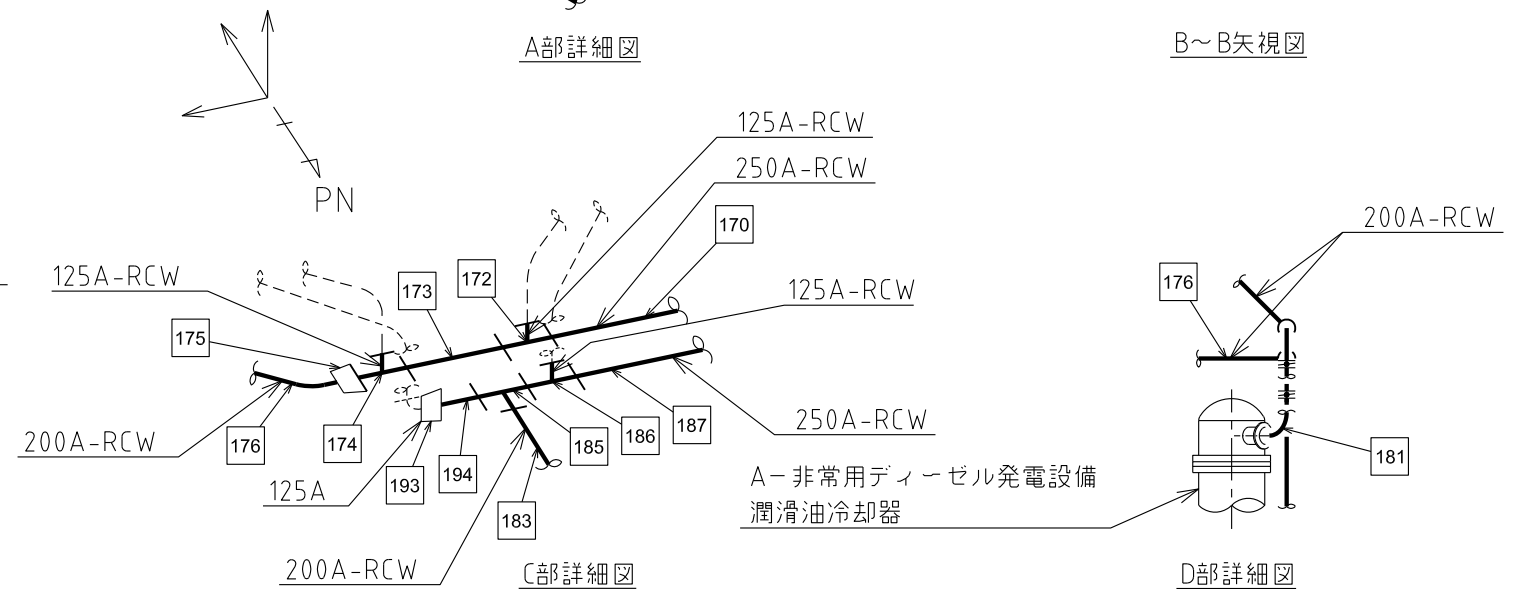 A部詳細図
B～B矢視図
PN
125A-RCW
250A-RCW
170
200A-RCW
125A-RCW
173
172
125A-RCW
176
175
250A-RCW
200A-RCW
176
174
193
194
185
186
187
181
125A
183
A－非常用ディーゼル発電設備
潤滑油冷却器
200A-RCW
C部詳細図
D部詳細図